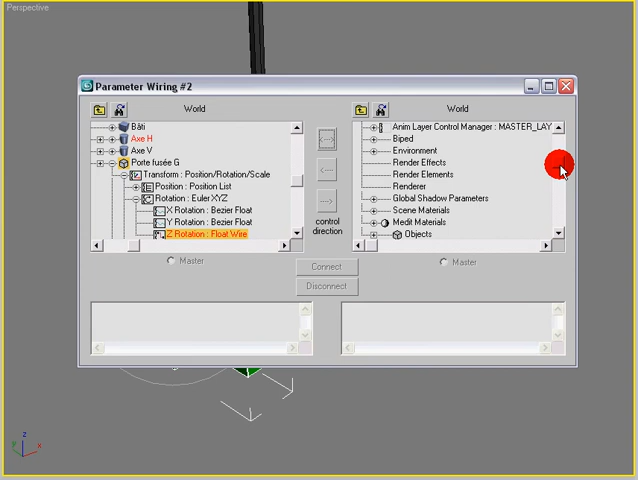 Perspective
Parameter Wiring #2
World
World
Bâti
Axe H
Axe V
Porte fusée G
Transform : Position/Rotation/Scale
Position : Position List
Rotation : Euler XYZ
X Rotation : Bezier Float
Y Rotation : Bezier Float
Z Rotation : Float Wire
Anim Layer Control Manager : MASTER_LAY
Biped
Environment
Render Effects
Render Elements
Renderer
Global Shadow Parameters
Scene Materials
Medit Materials
Objects
<--->
<----
---->
control
direction
Master
Master
Connect
Disconnect
z
y
x